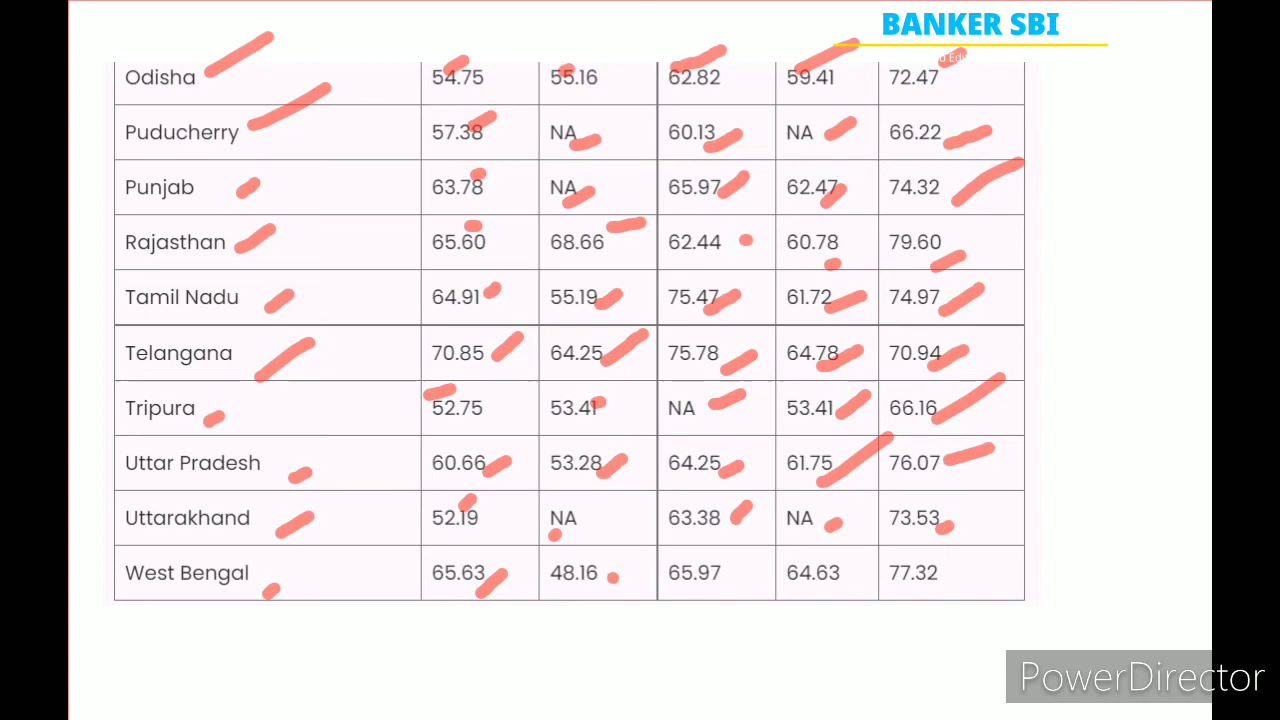 BANKER SBI
Odisha 54.75 55.16 62.82 59.41 72.47
Puducherry 57.38 NA 60.13 NA 66.22
Punjab 63.78 NA 65.97 62.47 74.32
Rajasthan 65.60 68.66 62.44 60.78 79.60
Tamil Nadu 64.91 55.19 75.47 61.72 74.97
Telangana 70.85 64.25 75.78 64.78 70.94
Tripura 52.75 53.41 NA 53.41 66.16
Uttar Pradesh 60.66 53.28 64.25 61.75 76.07
Uttarakhand 52.19 NA 63.38 NA 73.53
West Bengal 65.63 48.16 65.97 64.63 77.32
PowerDirector